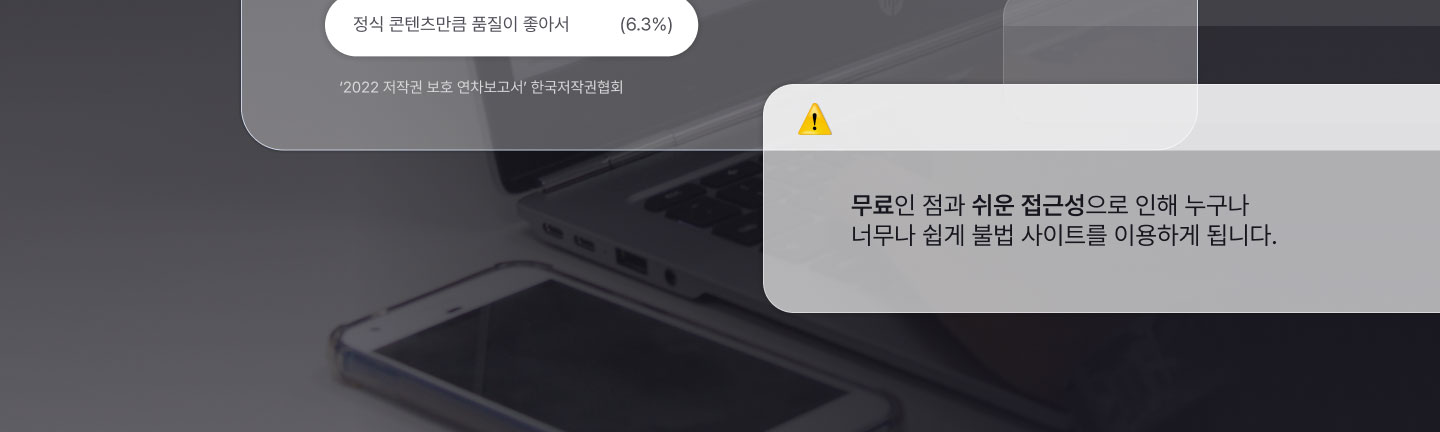 정식 콘텐츠만큼 품질이 좋아서 (6.3%)
‘2022 저작권 보호 연차보고서’ 한국저작권협회
무료인 점과 쉬운 접근성으로 인해 누구나
너무나 쉽게 불법 사이트를 이용하게 됩니다.